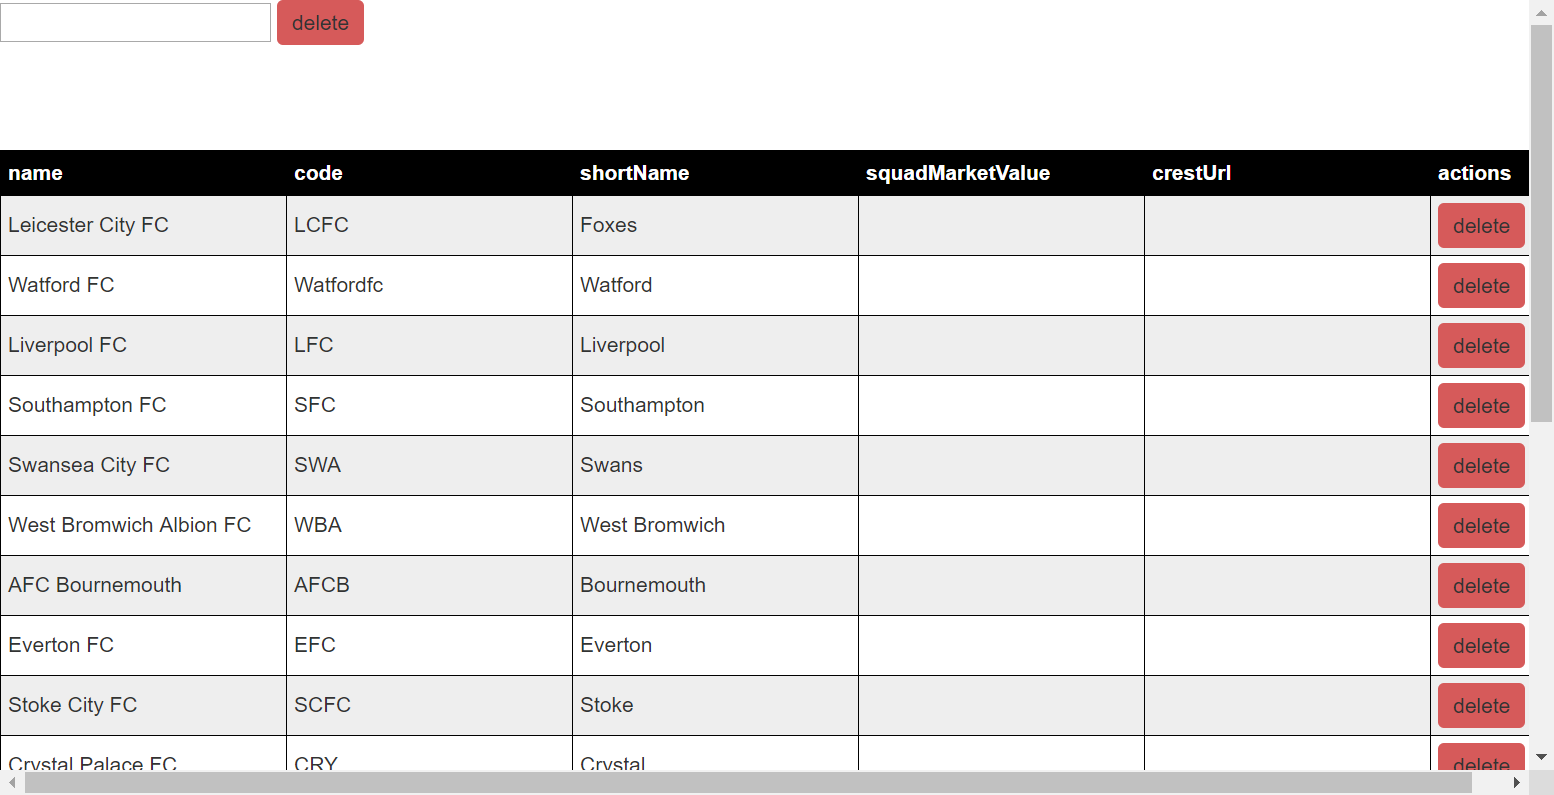 delete
name code shortName squadMarketValue crestUrl actions
Leicester City FC LCFC Foxes delete
Watford FC Watfordfc Watford delete
Liverpool FC LFC Liverpool delete
Southampton FC SFC Southampton delete
Swansea City FC SWA Swans delete
West Bromwich Albion FC WBA West Bromwich delete
AFC Bournemouth AFCB Bournemouth delete
Everton FC EFC Everton delete
Stoke City FC SCFC Stoke delete
Crystal Palace FC CRY Crystal delete